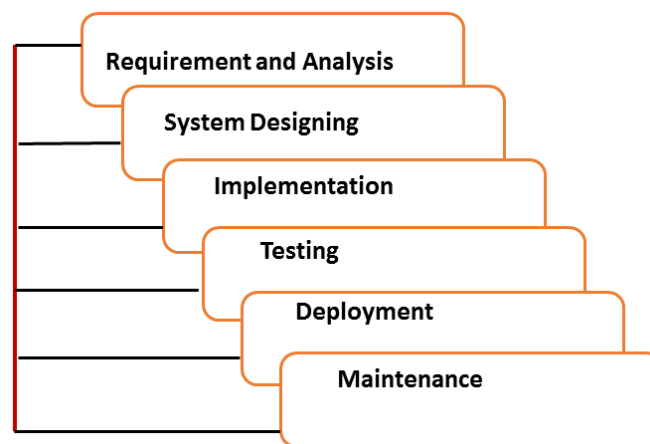 Requirement and Analysis
System Designing
Implementation
Testing
Deployment
Maintenance